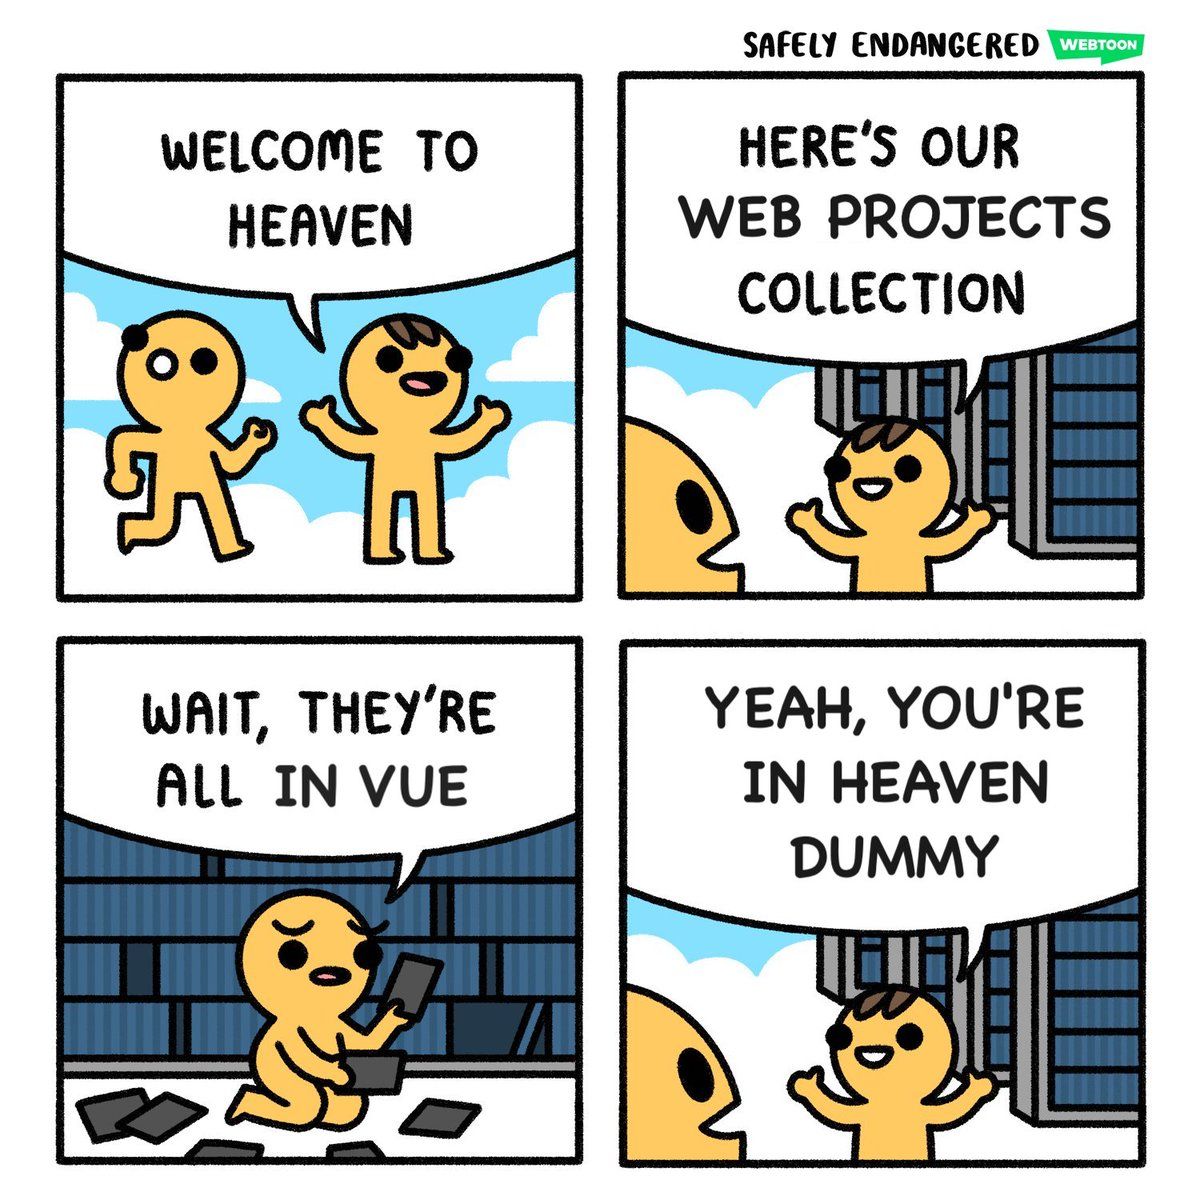 SAFELY ENDANGERED WEBTOON
WELCOME TO
HEAVEN
HERE'S OUR
WEB PROJECTS
COLLECTION
WAIT, THEY'RE
ALL IN VUE
YEAH, YOU'RE
IN HEAVEN
DUMMY